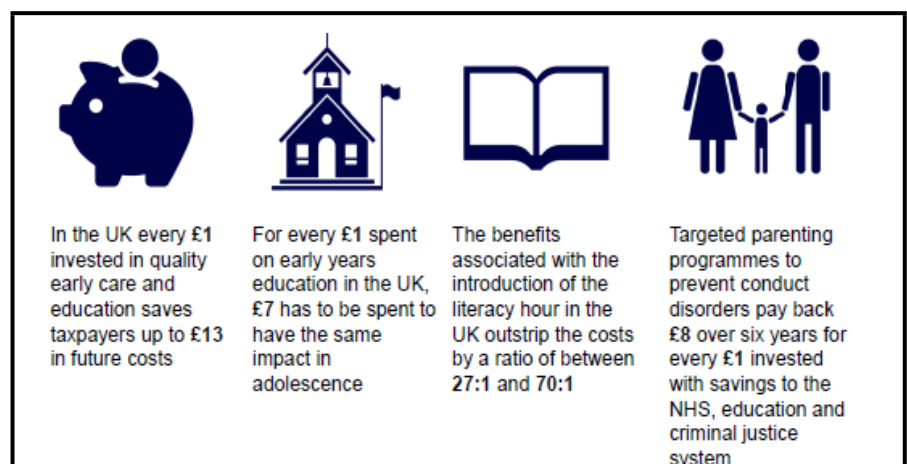 In the UK every £1
invested in quality
early care and
education saves
taxpayers up to £13
in future costs
For every £1 spent
on early years
education in the UK,
£7 has to be spent to
have the same
impact in
adolescence
The benefits
associated with the
introduction of the
literacy hour in the
UK outstrip the costs
by a ratio of between
27:1 and 70:1
Targeted parenting
programmes to
prevent conduct
disorders pay back
£8 over six years for
every £1 invested
with savings to the
NHS, education and
criminal justice
system